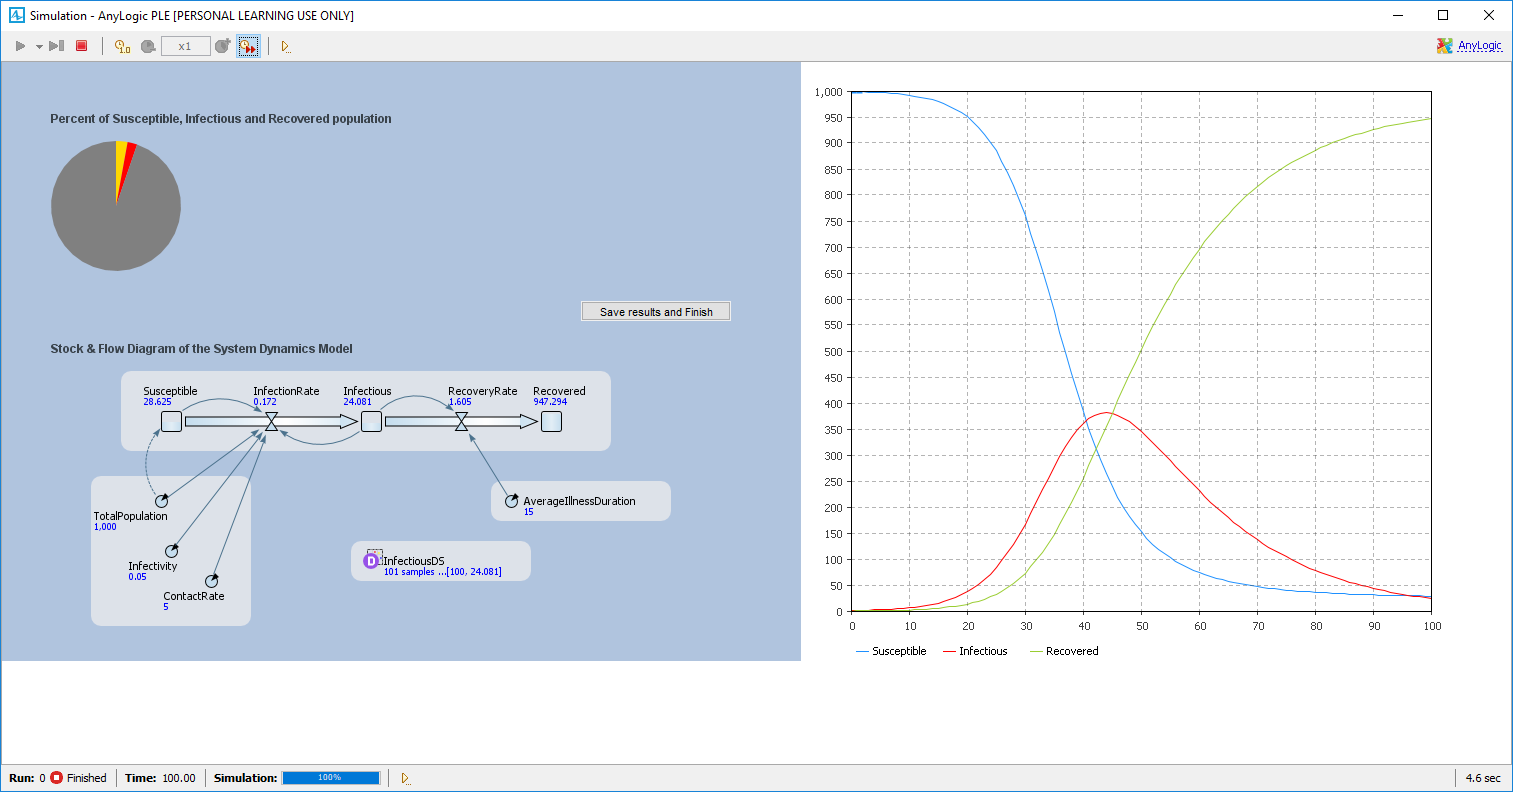 Simulation - AnyLogic PLE [PERSONAL LEARNING USE ONLY]
1.0
x1
AnyLogic
Percent of Susceptible, Infectious and Recovered population
Save results and Finish
Stock & Flow Diagram of the System Dynamics Model
Susceptible
28.625
InfectionRate
0.172
Infectious
24.081
RecoveryRate
1.605
Recovered
947.294
TotalPopulation
1,000
Infectivity
0.05
ContactRate
5
AverageIllnessDuration
15
D
InfectiousDS
101 samples ...[100, 24.081]
1,000
950
900
850
800
750
700
650
600
550
500
450
400
350
300
250
200
150
100
50
0
0 10 20 30 40 50 60 70 80 90 100
Susceptible Infectious Recovered
Run: 0 Finished Time: 100.00 Simulation: 100% 4.6 sec